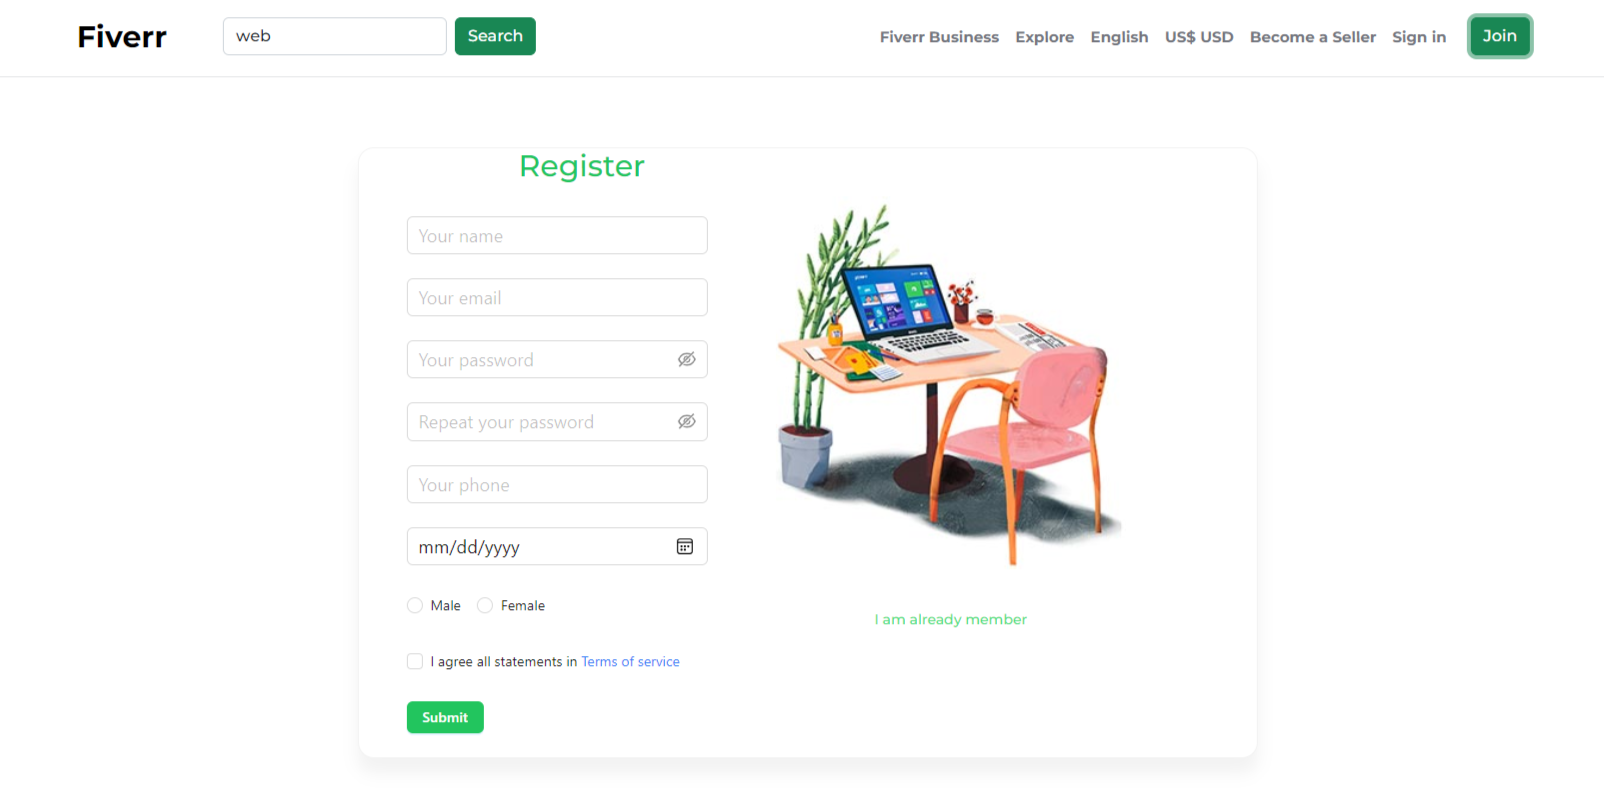 Fiverr
web
Search
Fiverr Business
Explore
English
US$ USD
Become a Seller
Sign in
Join
Register
Your name
Your email
Your password
Repeat your password
Your phone
mm/dd/yyyy
Male
Female
I agree all statements in Terms of service
Submit
I am already member